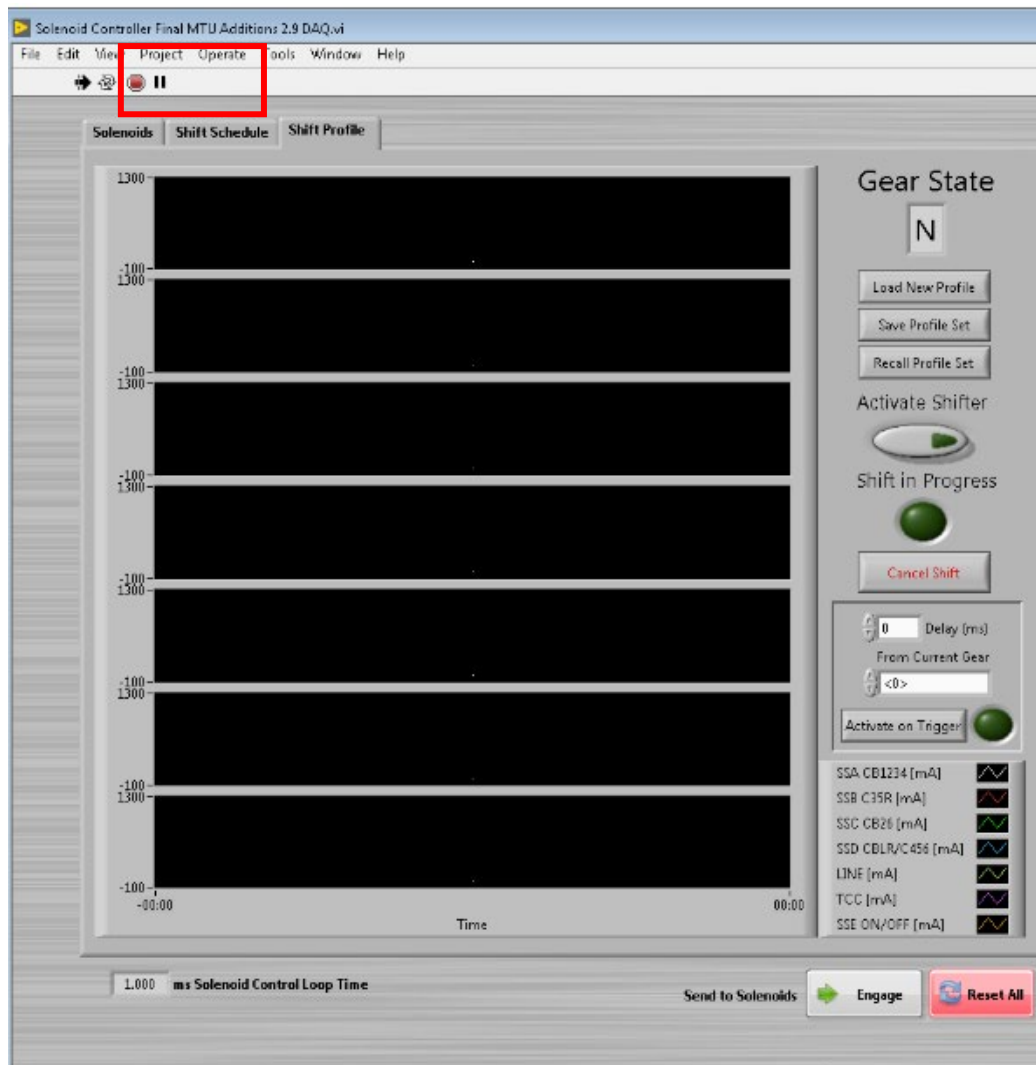 Solenoid Controller Final MTU Additions 2.9 DAQ.vi
File Edit View Project Operate Tools Window Help
Solenoids Shift Schedule Shift Profile
1300
-100
1300
-100
1300
-100
1300
-100
1300
-100
1300
-100
1300
-100
-00:00 00:00
Time
Gear State
N
Load New Profile
Save Profile Set
Recall Profile Set
Activate Shifter
Shift in Progress
Cancel Shift
0 Delay (ms)
From Current Gear
<0>
Activate on Trigger
SSA CB1234 [mA]
SSB C35R [mA]
SSC CB26 [mA]
SSD CBLR/C456 [mA]
LINE [mA]
TCC [mA]
SSE ON/OFF [mA]
1.000 ms Solenoid Control Loop Time
Send to Solenoids Engage Reset All